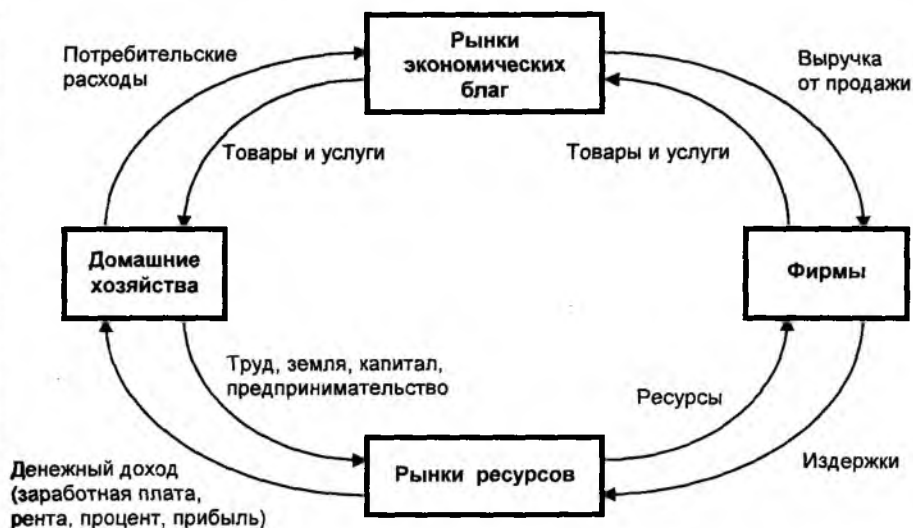 Потребительские
расходы
Рынки
экономических
благ
Выручка
от продажи
Товары и услуги
Товары и услуги
Домашние
хозяйства
Фирмы
Труд, земля, капитал,
предпринимательство
Ресурсы
Рынки ресурсов
Издержки
Денежный доход
(заработная плата,
рента, процент, прибыль)